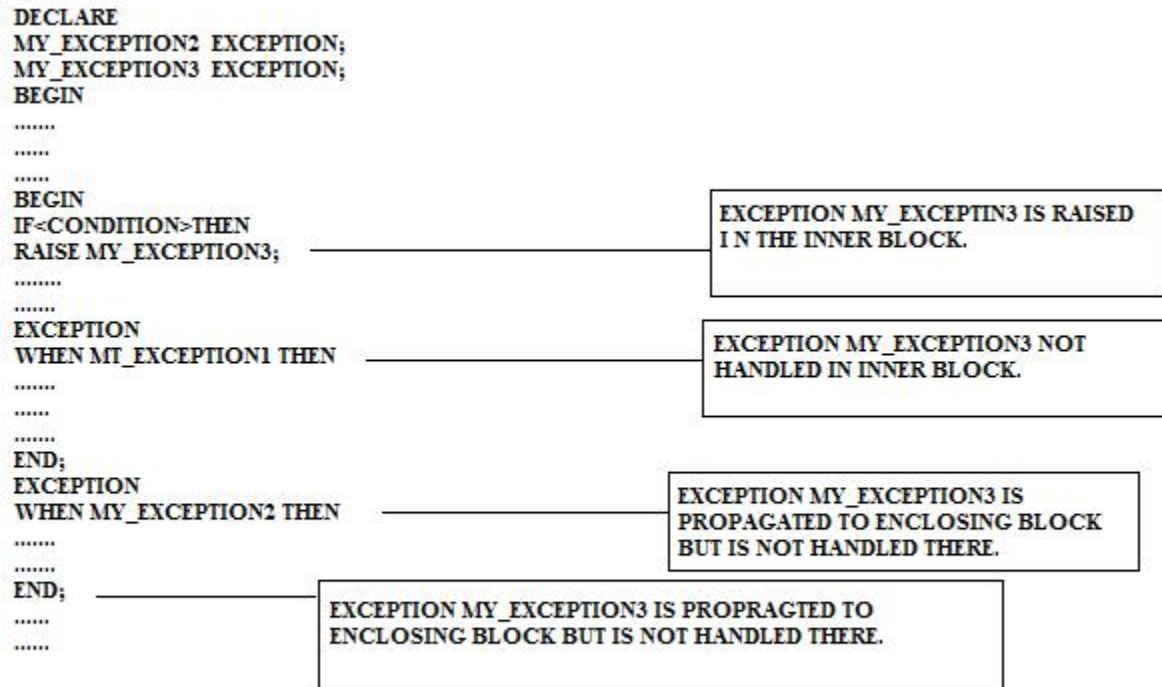 DECLARE
MY_EXCEPTION2 EXCEPTION;
MY_EXCEPTION3 EXCEPTION;
BEGIN
.......
......
......
BEGIN
IF<CONDITION>THEN
RAISE MY_EXCEPTION3;
EXCEPTION MY_EXCEPTIN3 IS RAISED
I N THE INNER BLOCK.
........
.......
EXCEPTION
WHEN MT_EXCEPTION1 THEN
EXCEPTION MY_EXCEPTION3 NOT
HANDLED IN INNER BLOCK.
.......
......
.......
END;
EXCEPTION
WHEN MY_EXCEPTION2 THEN
EXCEPTION MY_EXCEPTION3 IS
PROPAGATED TO ENCLOSING BLOCK
BUT IS NOT HANDLED THERE.
.......
.......
END;
EXCEPTION MY_EXCEPTION3 IS PROPRAGTED TO
ENCLOSING BLOCK BUT IS NOT HANDLED THERE.
......
......